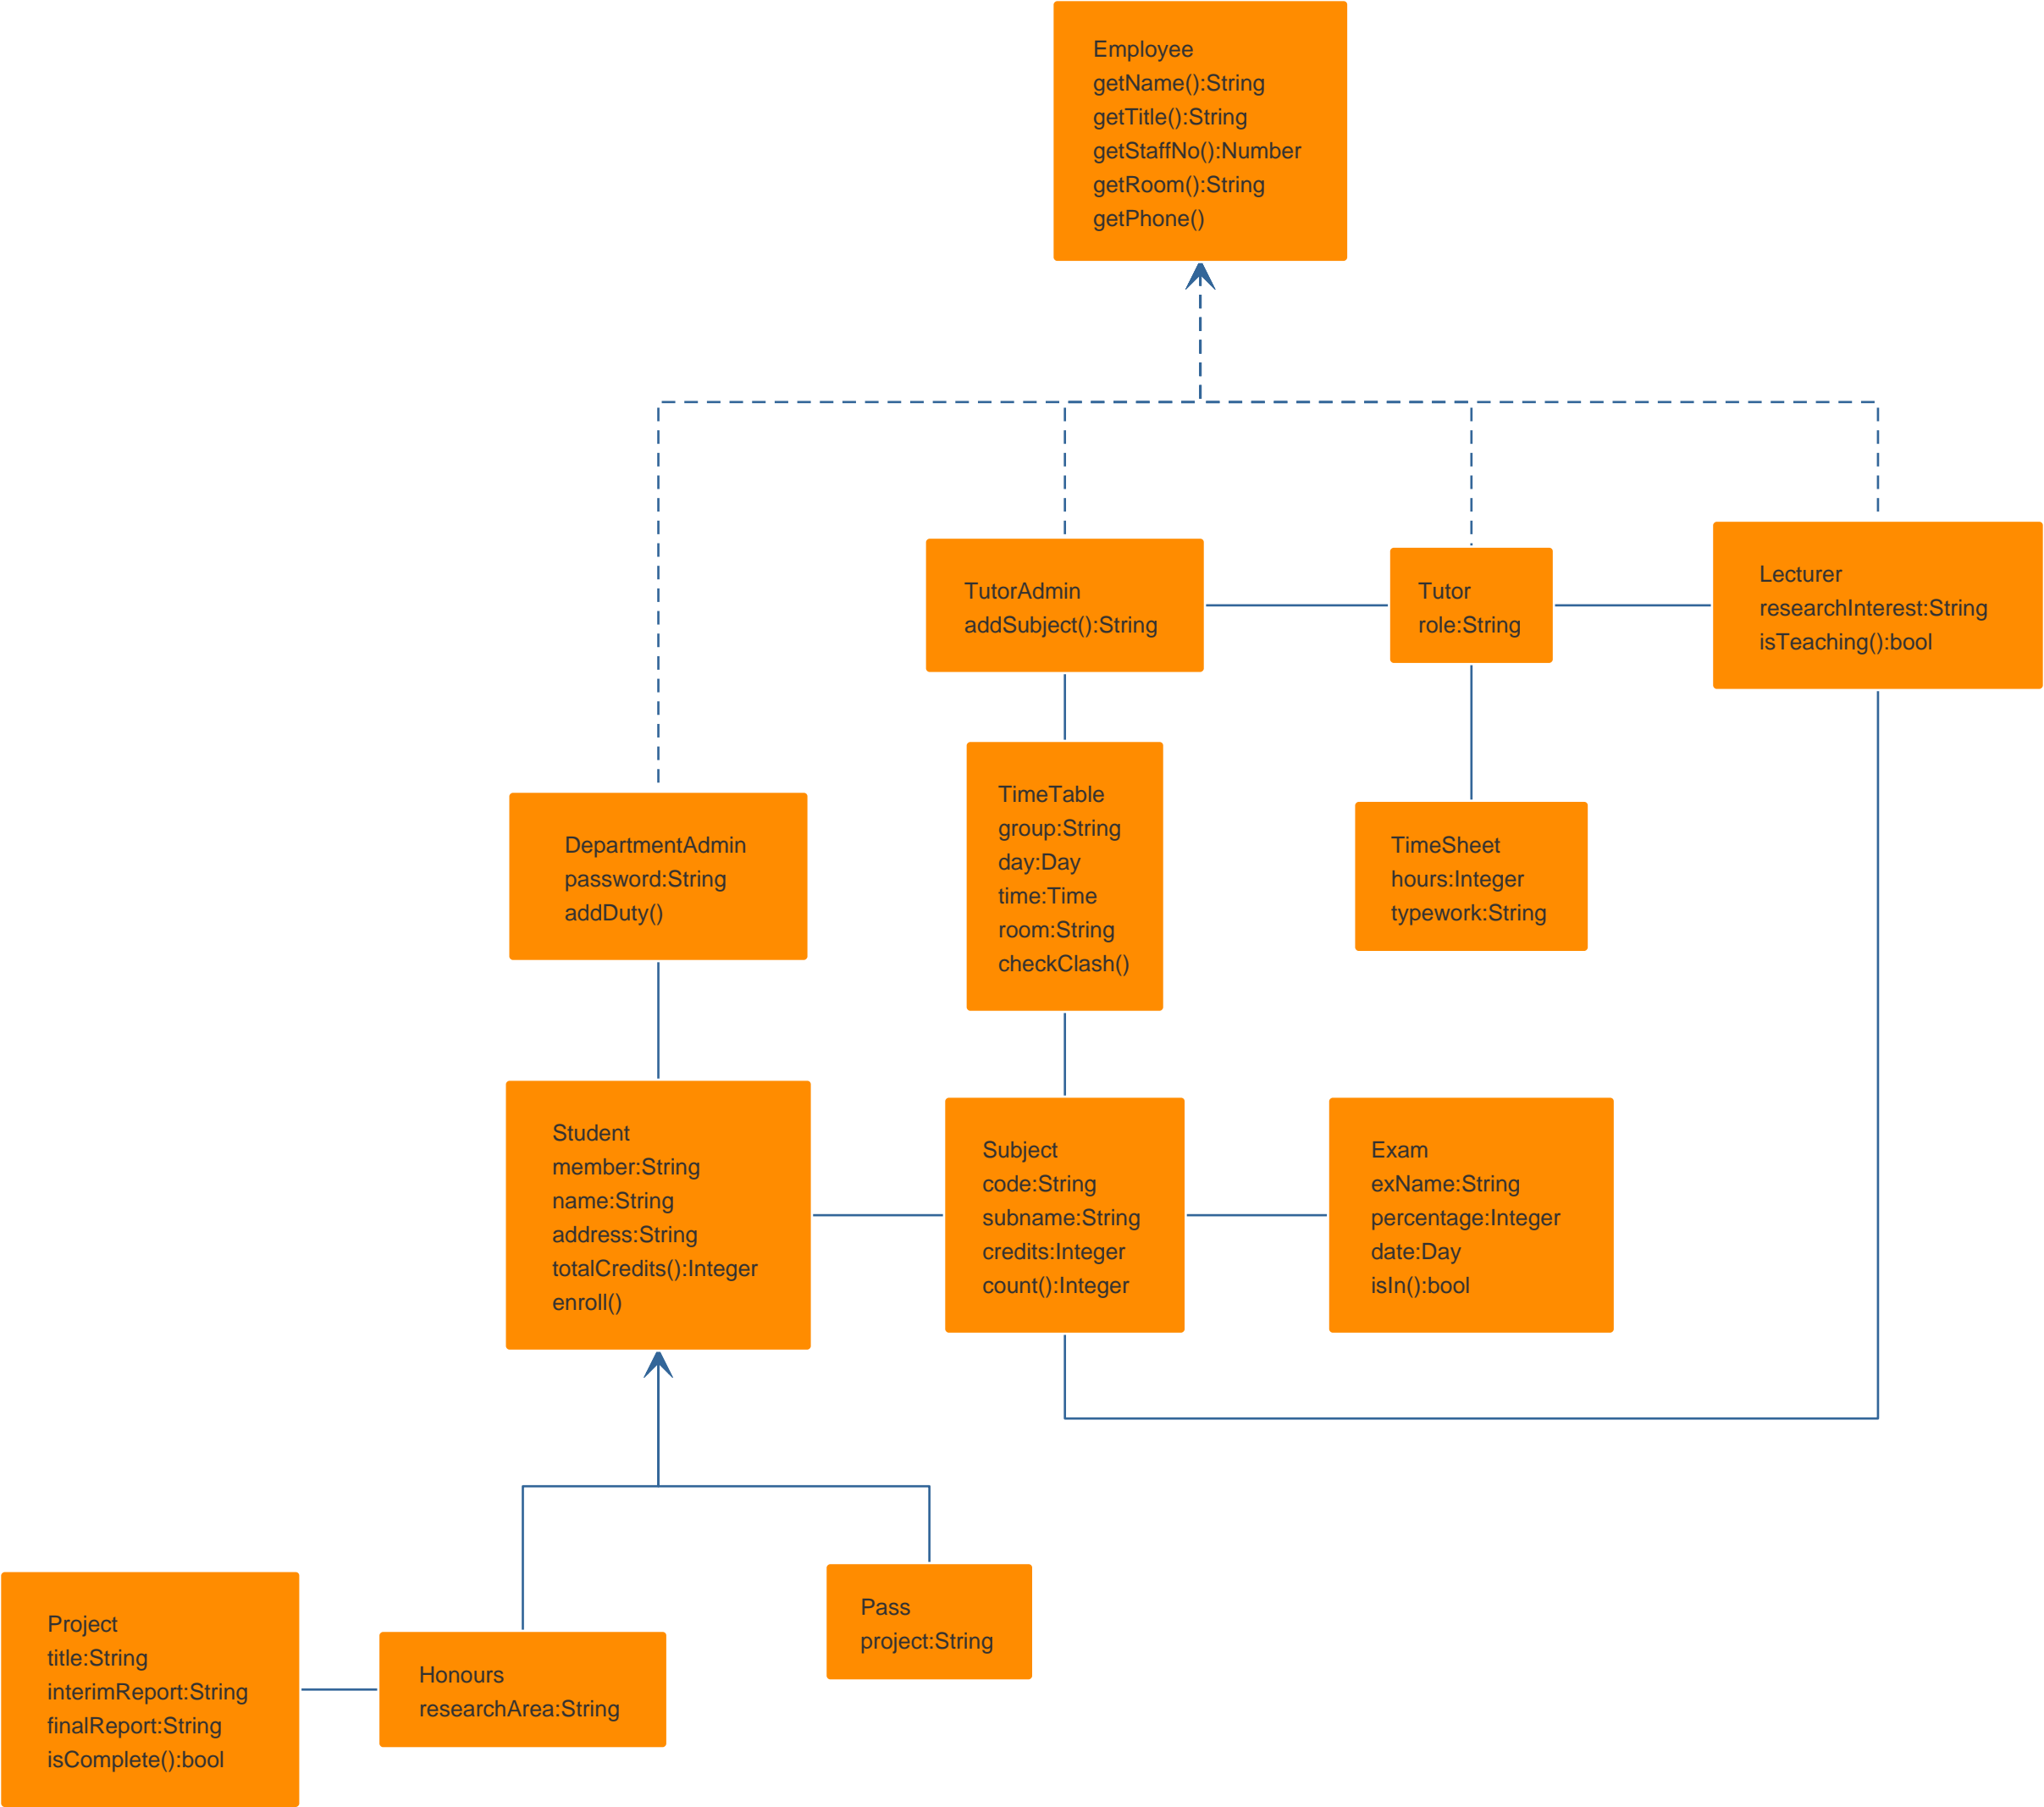 Employee
getName():String
getTitle():String
getStaffNo():Number
getRoom():String
getPhone()
TutorAdmin
addSubject():String
Tutor
role:String
Lecturer
researchInterest:String
isTeaching():bool
DepartmentAdmin
password:String
addDuty()
TimeTable
group:String
day:Day
time:Time
room:String
checkClash()
TimeSheet
hours:Integer
typework:String
Student
member:String
name:String
address:String
totalCredits():Integer
enroll()
Subject
code:String
subname:String
credits:Integer
count():Integer
Exam
exName:String
percentage:Integer
date:Day
isIn():bool
Project
title:String
interimReport:String
finalReport:String
isComplete():bool
Honours
researchArea:String
Pass
project:String